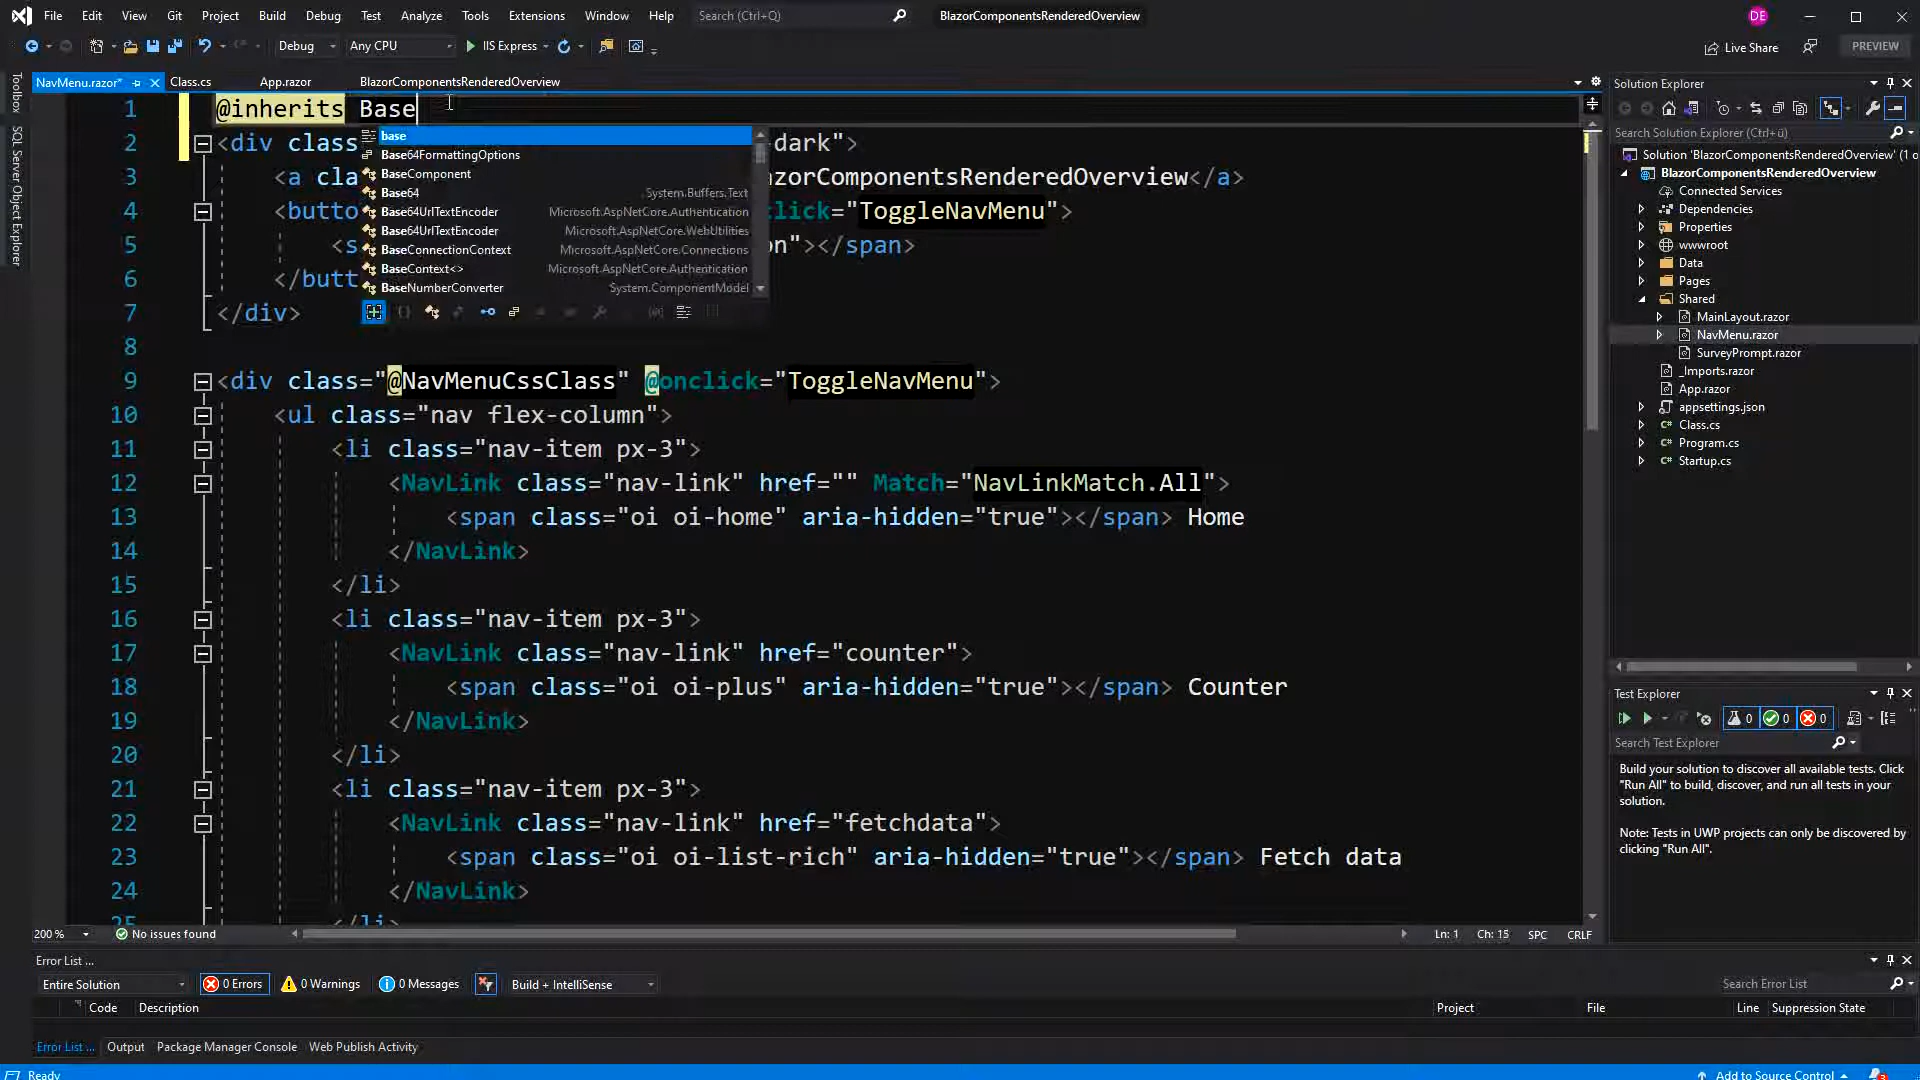 File Edit View Git Project Build Debug Test Analyze Tools Extensions Window Help Search (Ctrl+Q) BlazorComponentsRenderedOverview DE
Debug Any CPU IIS Express Live Share PREVIEW
NavMenu.razor* Class.cs App.razor BlazorComponentsRenderedOverview
Toolbox
SQL Server Object Explorer
1 @inherits Base
2 <div class dark">
3 <a cla azorComponentsRenderedOverview</a>
4 <butto click="ToggleNavMenu">
5 <s on"></span>
6 </butt
7 </div>
8
base
Base64FormattingOptions
BaseComponent
Base64 System.Buffers.Text
Base64UrlTextEncoder Microsoft.AspNetCore.Authentication
Base64UrlTextEncoder Microsoft.AspNetCore.WebUtilities
BaseConnectionContext Microsoft.AspNetCore.Connections
BaseContext<> Microsoft.AspNetCore.Authentication
BaseNumberConverter System.ComponentModel
9 <div class="@NavMenuCssClass" @onclick="ToggleNavMenu">
10 <ul class="nav flex-column">
11 <li class="nav-item px-3">
12 <NavLink class="nav-link" href="" Match="NavLinkMatch.All">
13 <span class="oi oi-home" aria-hidden="true"></span> Home
14 </NavLink>
15 </li>
16 <li class="nav-item px-3">
17 <NavLink class="nav-link" href="counter">
18 <span class="oi oi-plus" aria-hidden="true"></span> Counter
19 </NavLink>
20 </li>
21 <li class="nav-item px-3">
22 <NavLink class="nav-link" href="fetchdata">
23 <span class="oi oi-list-rich" aria-hidden="true"></span> Fetch data
24 </NavLink>
25 </li>
200 % No issues found Ln: 1 Ch: 15 SPC CRLF
Solution Explorer
Search Solution Explorer (Ctrl+ü)
Solution 'BlazorComponentsRenderedOverview' (1 o
BlazorComponentsRenderedOverview
Connected Services
Dependencies
Properties
wwwroot
Data
Pages
Shared
MainLayout.razor
NavMenu.razor
SurveyPrompt.razor
_Imports.razor
App.razor
appsettings.json
Class.cs
Program.cs
Startup.cs
Test Explorer
0 0 0
Search Test Explorer
Build your solution to discover all available tests. Click
"Run All" to build, discover, and run all tests in your
solution.
Note: Tests in UWP projects can only be discovered by
clicking "Run All".
Error List ...
Entire Solution 0 Errors 0 Warnings 0 Messages Build + IntelliSense Search Error List
Code Description Project File Line Suppression State
Error List ... Output Package Manager Console Web Publish Activity
Ready Add to Source Control